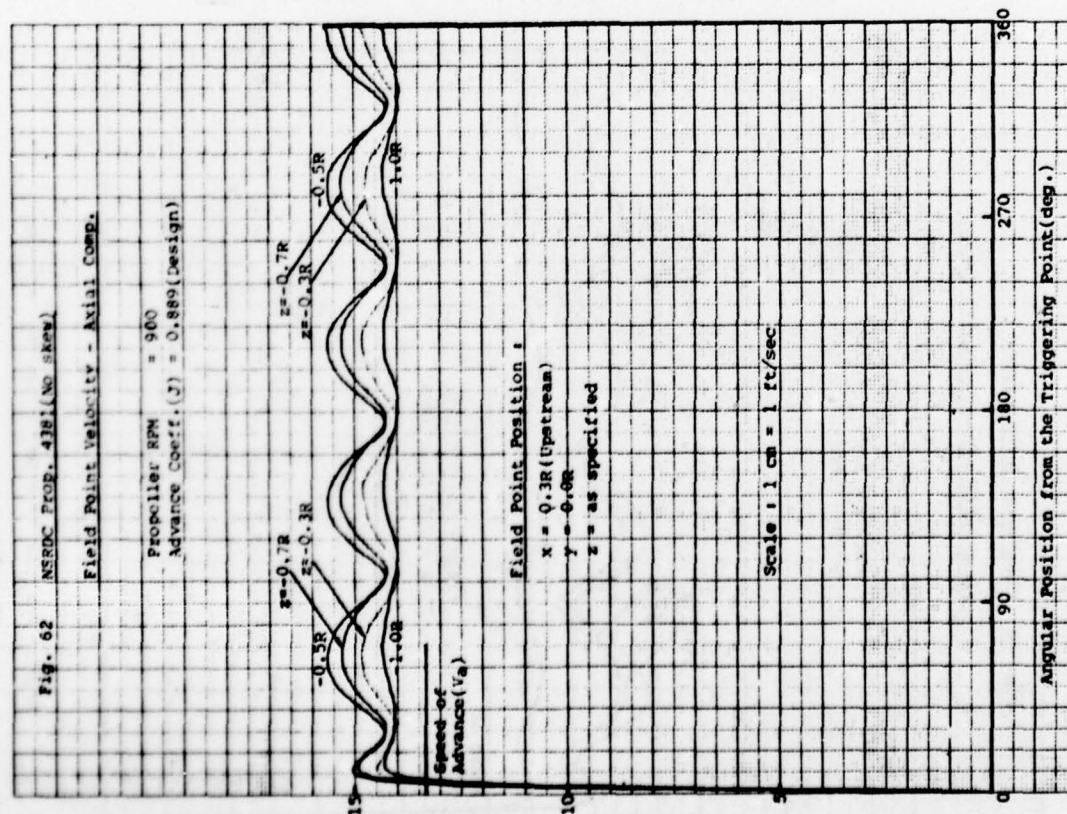 Fig. 62 NSRDC Prop. 4381(No skew)
Field Point Velocity - Axial Comp.
Propeller RPM = 900
Advance Coeff.(J) = 0.889(Design)
z=-0.7R
z=-0.3R
-0.5R
-1.0R
z=-0.7R
z=-0.3R
-0.5R
-1.0R
Speed of
Advance(Va)
Field Point Position :
x = 0.3R(Upstream)
y = 0.0R
z = as specified
Scale : 1 cm = 1 ft/sec
15
10
5
0
90
180
270
360
Angular Position from the Triggering Point(deg.)